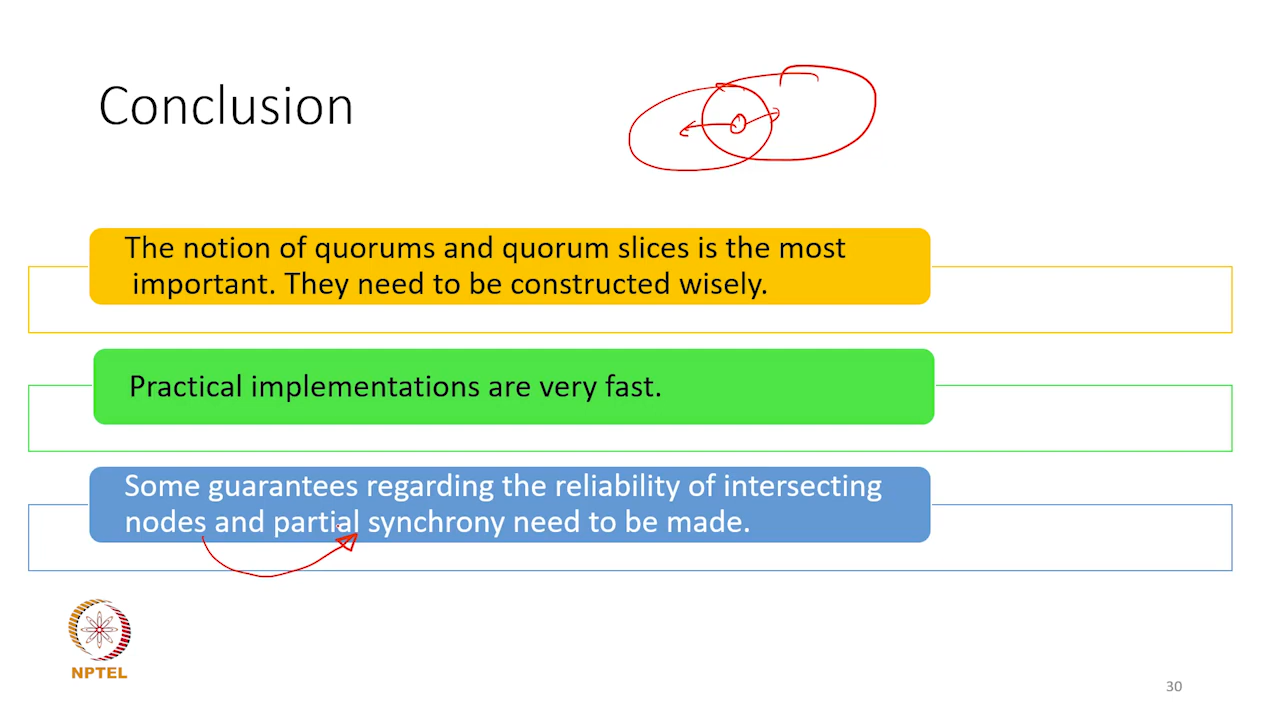 Conclusion
The notion of quorums and quorum slices is the most
important. They need to be constructed wisely.
Practical implementations are very fast.
Some guarantees regarding the reliability of intersecting
nodes and partial synchrony need to be made.
NPTEL
30